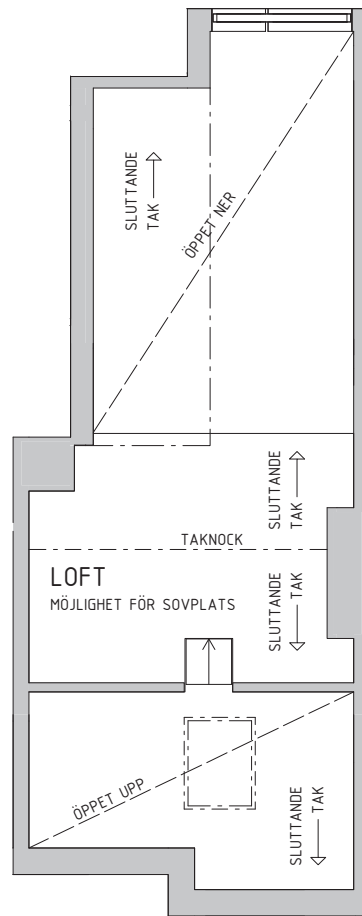 SLUTTANDE
TAK
ÖPPET NER
SLUTTANDE
TAK
TAKNOCK
LOFT
MÖJLIGHET FÖR SOVPLATS
SLUTTANDE
TAK
ÖPPET UPP
SLUTTANDE
TAK